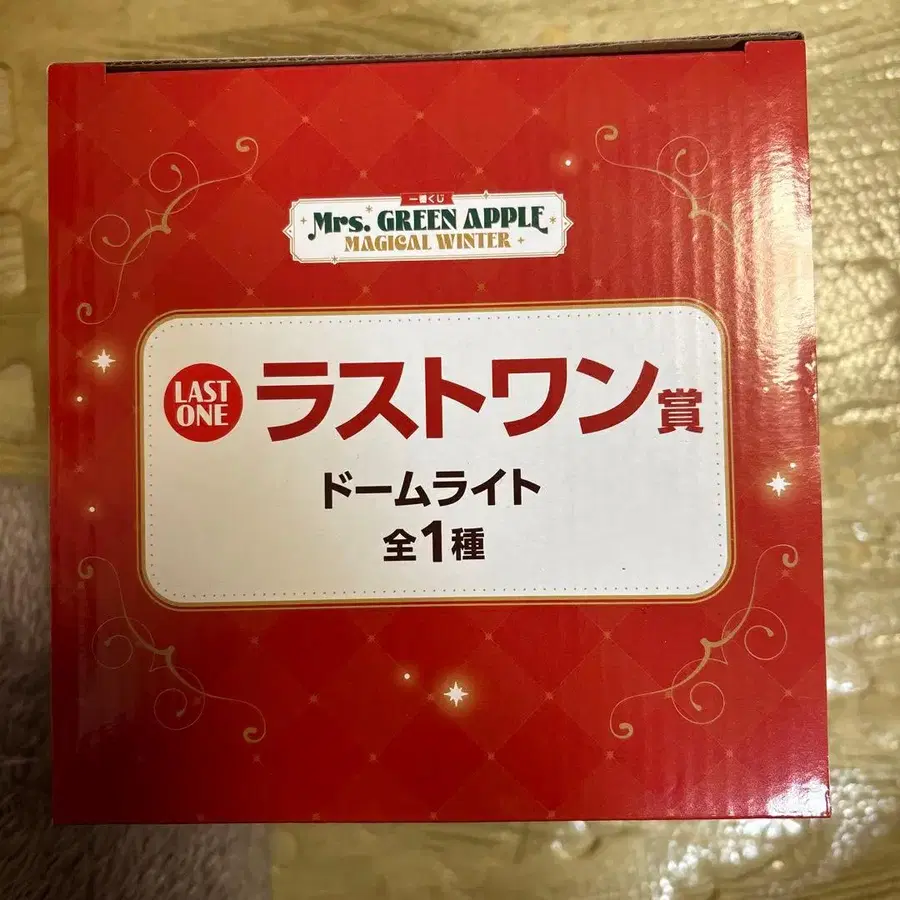 一番くじ
Mrs. GREEN APPLE
MAGICAL WINTER
LAST ONE
ラストワン賞
ドームライト
全1種